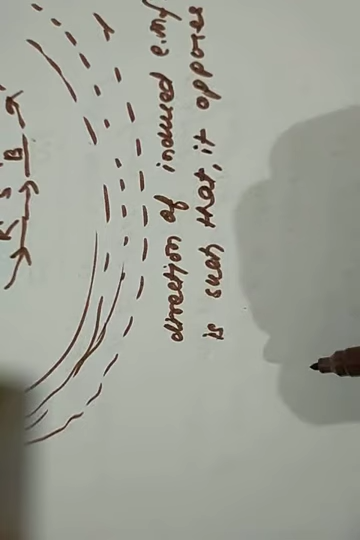 direction of induced e.m.f
is such that, it opposes
R S B